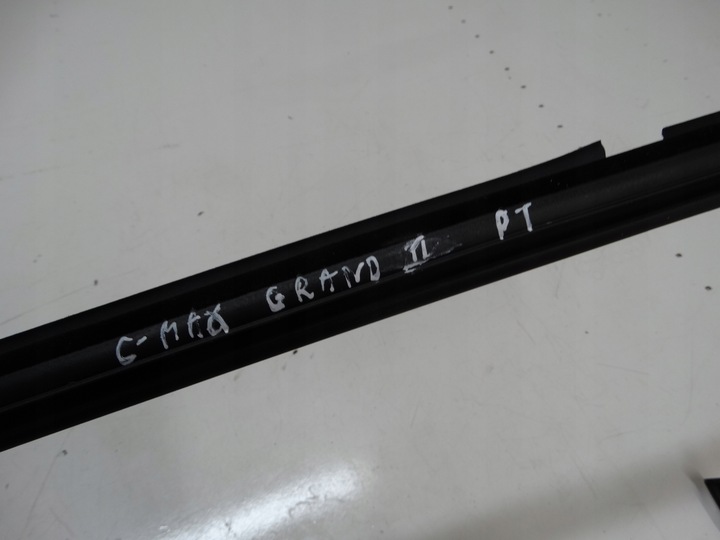 C-MAX GRAND II PT